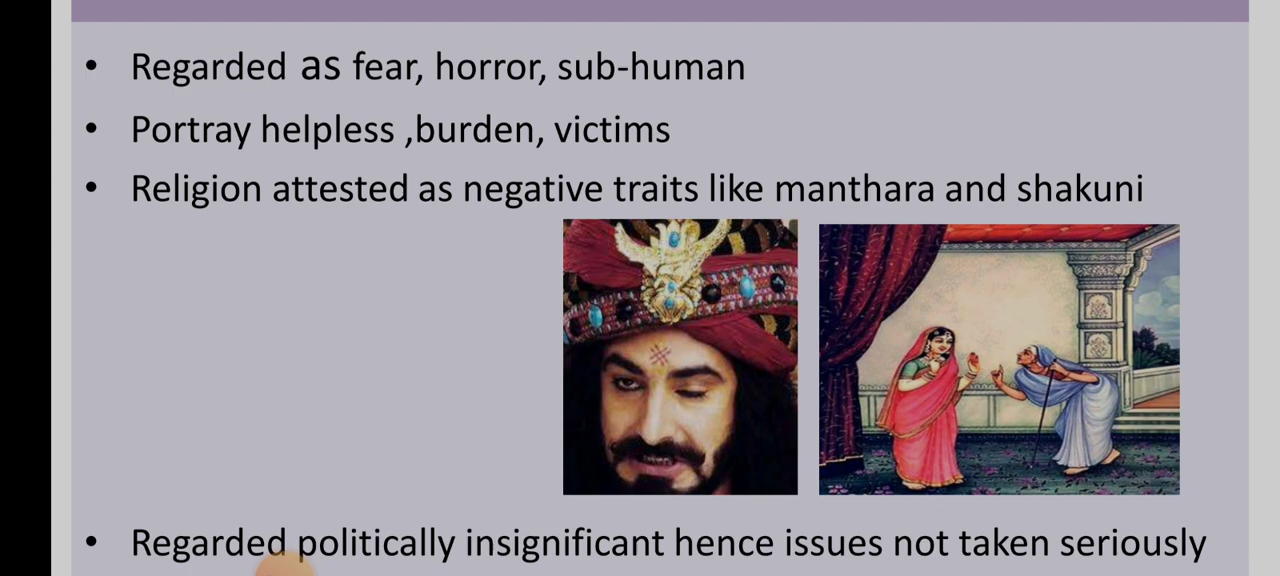 • Regarded as fear, horror, sub-human
• Portray helpless ,burden, victims
• Religion attested as negative traits like manthara and shakuni
• Regarded politically insignificant hence issues not taken seriously